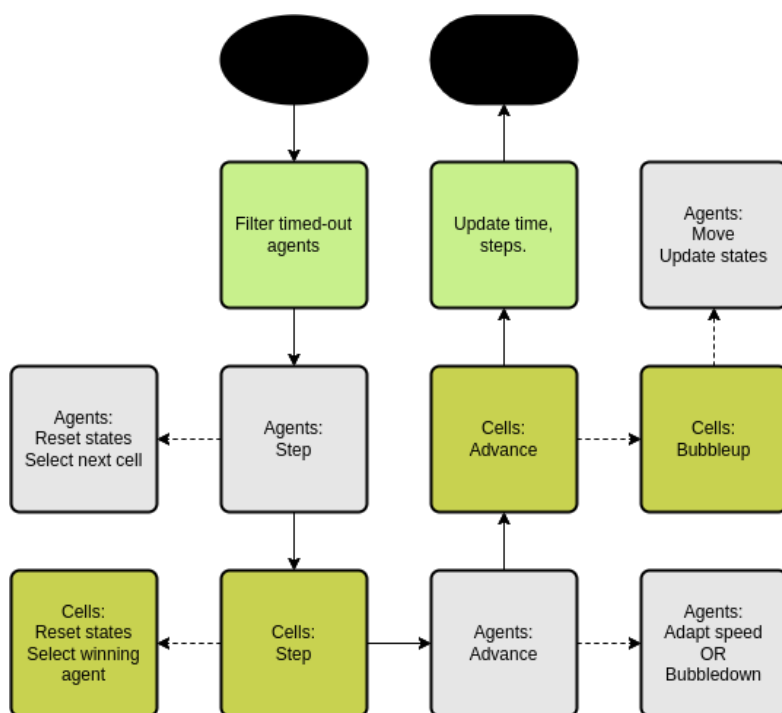 Filter timed-out
agents
Update time,
steps.
Agents:
Move
Update states
Agents:
Reset states
Select next cell
Agents:
Step
Cells:
Advance
Cells:
Bubbleup
Cells:
Reset states
Select winning
agent
Cells:
Step
Agents:
Advance
Agents:
Adapt speed
OR
Bubbledown